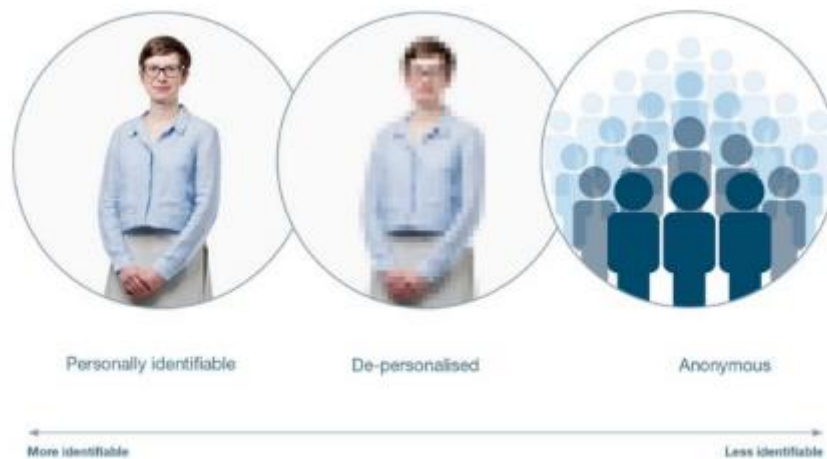 Personally identifiable
De-personalised
Anonymous
More identifiable
Less identifiable